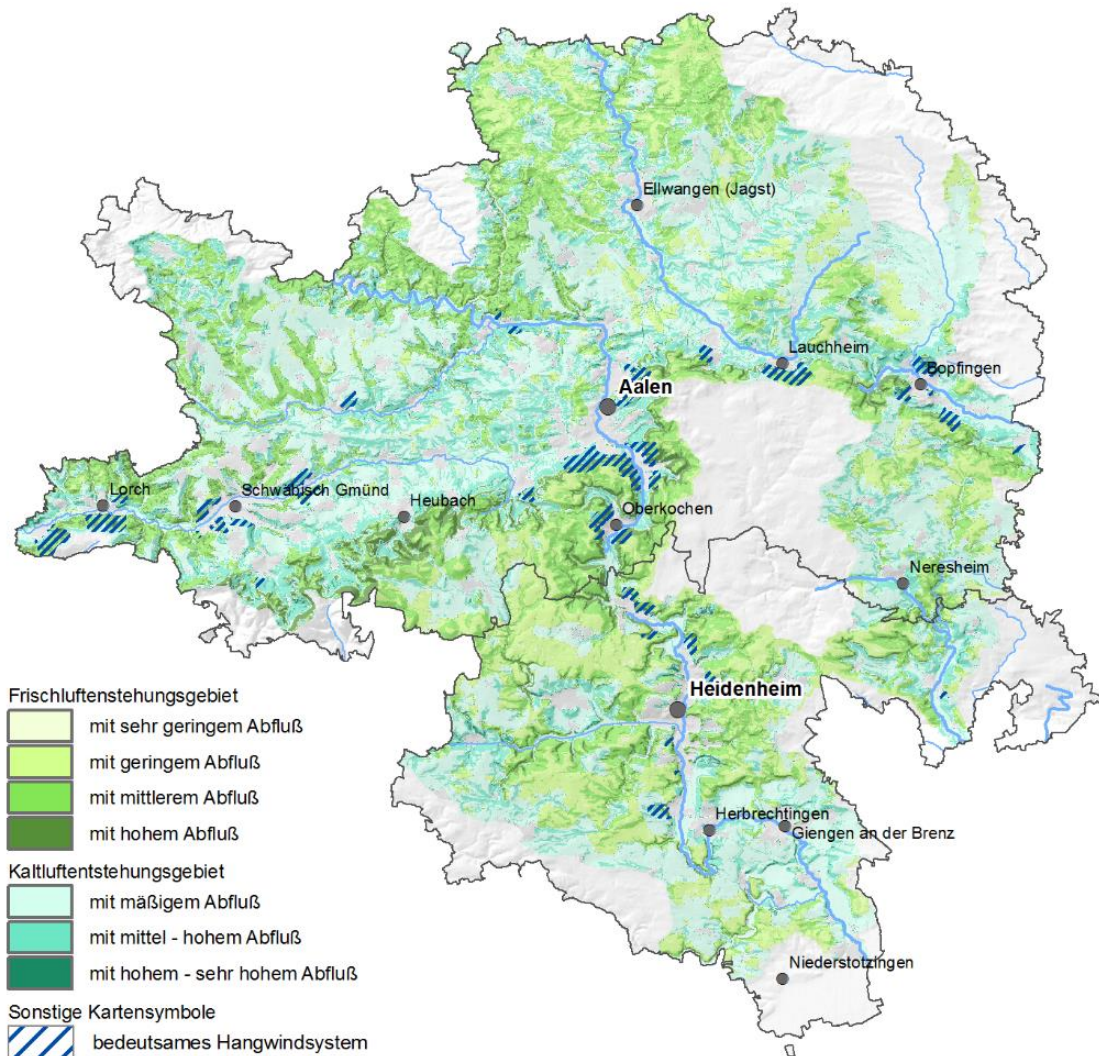 Ellwangen (Jagst)
Lauchheim
Bopfingen
Aalen
Lorch
Schwäbisch Gmünd
Heubach
Oberkochen
Neresheim
Heidenheim
Herbrechtingen
Giengen an der Brenz
Niederstotzingen
Frischluftenstehungsgebiet
mit sehr geringem Abfluß
mit geringem Abfluß
mit mittlerem Abfluß
mit hohem Abfluß
Kaltluftentstehungsgebiet
mit mäßigem Abfluß
mit mittel - hohem Abfluß
mit hohem - sehr hohem Abfluß
Sonstige Kartensymbole
bedeutsames Hangwindsystem